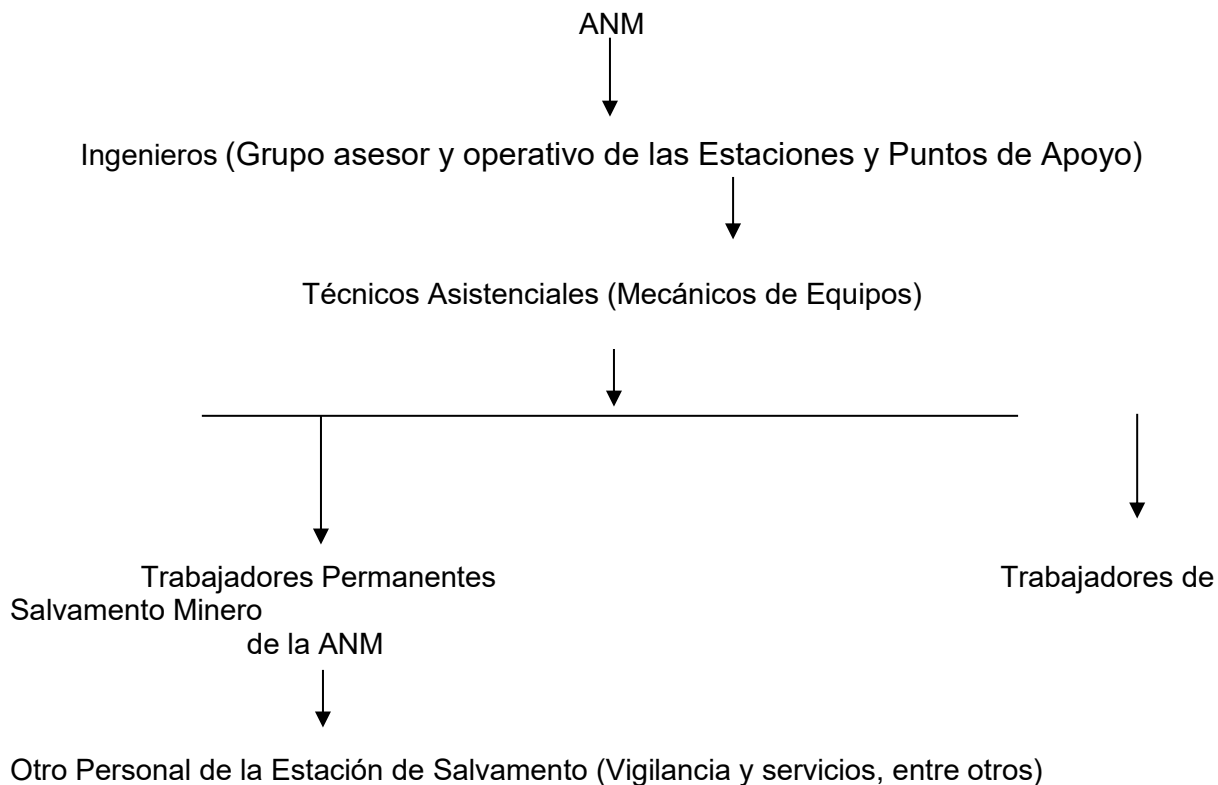 ANM
Ingenieros (Grupo asesor y operativo de las Estaciones y Puntos de Apoyo)
Técnicos Asistenciales (Mecánicos de Equipos)
Trabajadores Permanentes Trabajadores de
Salvamento Minero
de la ANM
Otro Personal de la Estación de Salvamento (Vigilancia y servicios, entre otros)